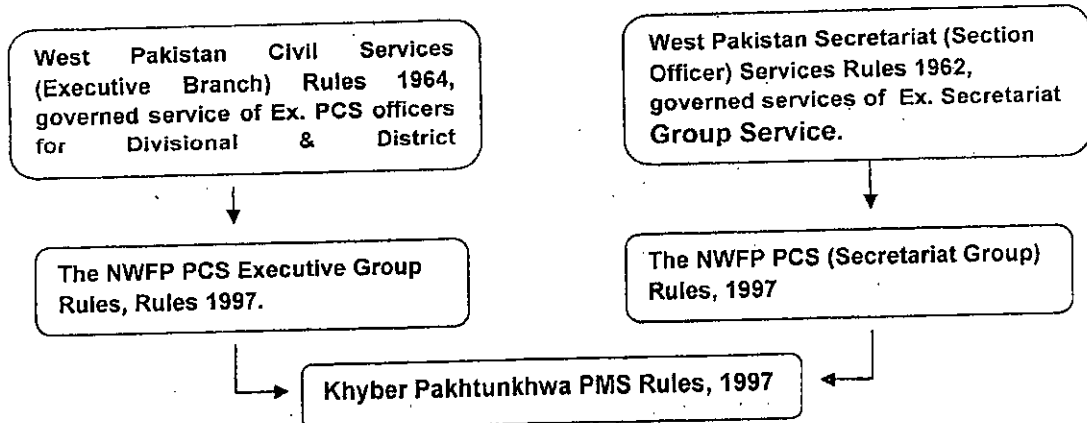 West Pakistan Civil Services
(Executive Branch) Rules 1964,
governed service of Ex. PCS officers
for Divisional & District
West Pakistan Secretariat (Section
Officer) Services Rules 1962,
governed services of Ex. Secretariat
Group Service.
The NWFP PCS Executive Group
Rules, Rules 1997.
The NWFP PCS (Secretariat Group)
Rules, 1997
Khyber Pakhtunkhwa PMS Rules, 1997